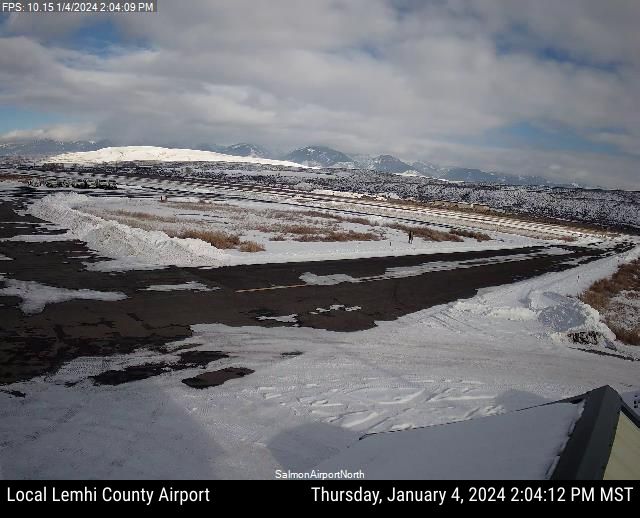 FPS: 10.15 1/4/2024 2:04:09 PM
SalmonAirportNorth
Local Lemhi County Airport Thursday, January 4, 2024 2:04:12 PM MST